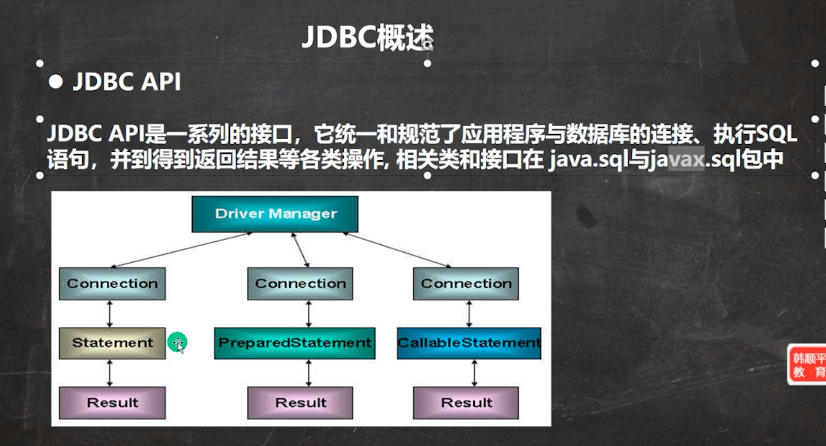 JDBC概述
● JDBC API
JDBC API是一系列的接口，它统一和规范了应用程序与数据库的连接、执行SQL
语句，并到得到返回结果等各类操作, 相关类和接口在 java.sql与javax.sql包中
Driver Manager
Connection Connection Connection
Statement PreparedStatement CallableStatement
Result Result Result
韩顺平
教 育